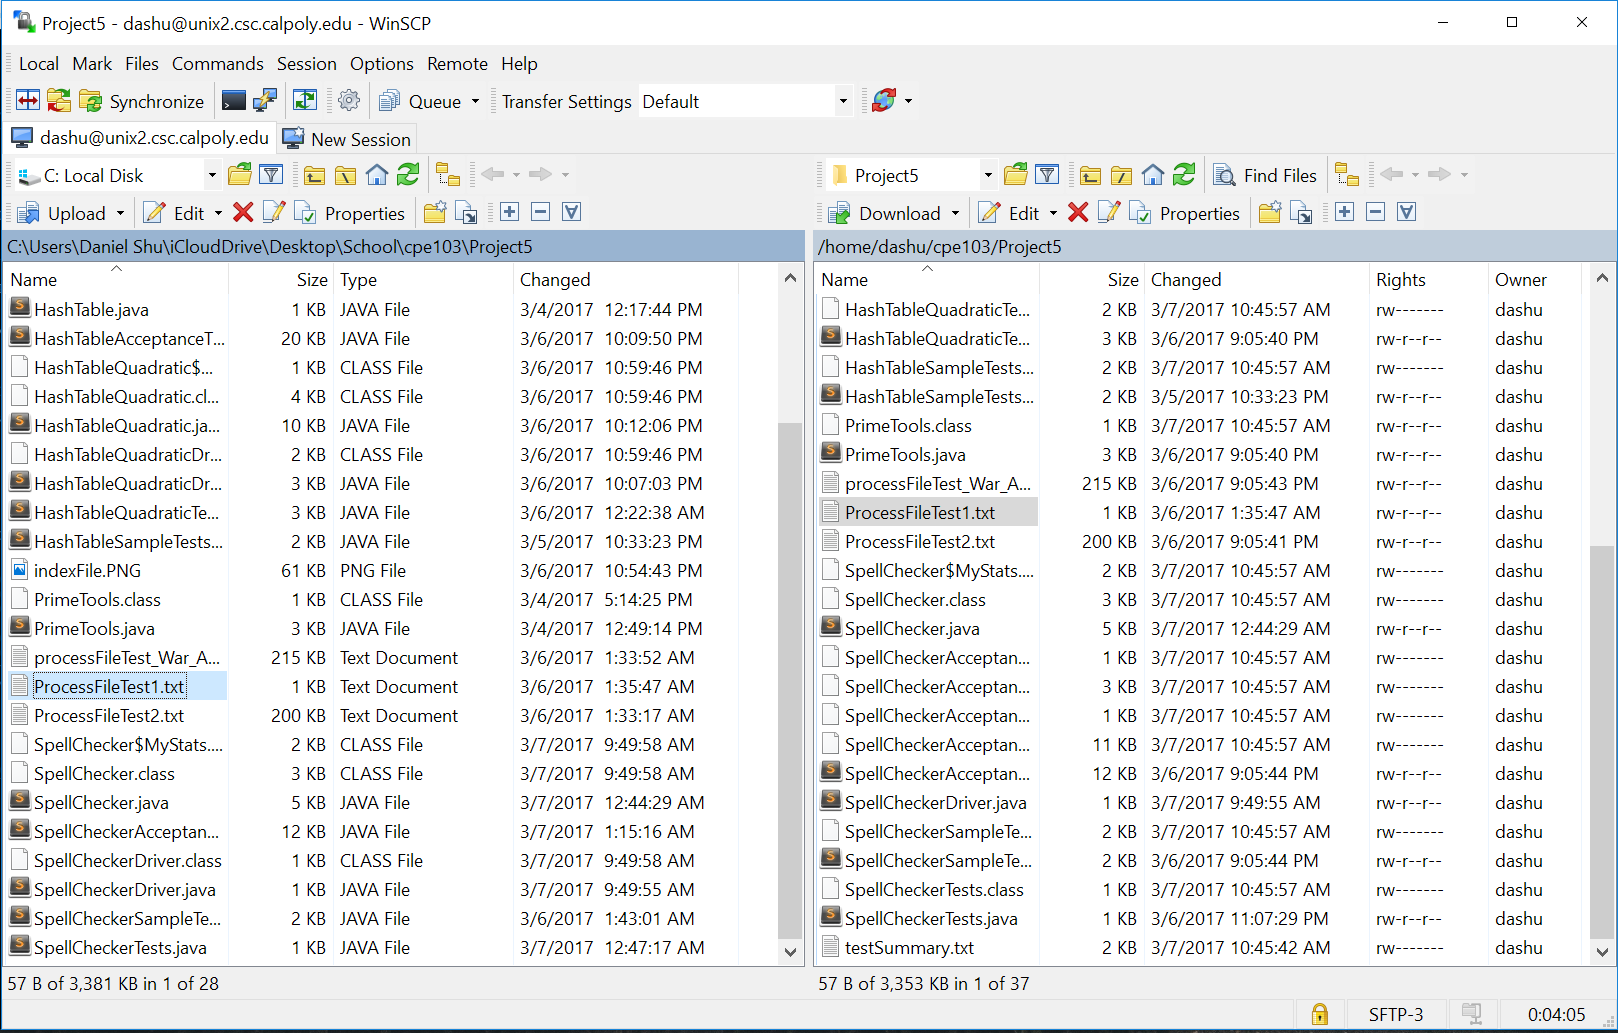 Project5 - dashu@unix2.csc.calpoly.edu - WinSCP
Local Mark Files Commands Session Options Remote Help
Synchronize Queue Transfer Settings Default
dashu@unix2.csc.calpoly.edu New Session
C: Local Disk
Upload Edit Properties
C:\Users\Daniel Shu\iCloudDrive\Desktop\School\cpe103\Project5
Name Size Type Changed
HashTable.java 1 KB JAVA File 3/4/2017 12:17:44 PM
HashTableAcceptanceT... 20 KB JAVA File 3/6/2017 10:09:50 PM
HashTableQuadratic$... 1 KB CLASS File 3/6/2017 10:59:46 PM
HashTableQuadratic.cl... 4 KB CLASS File 3/6/2017 10:59:46 PM
HashTableQuadratic.ja... 10 KB JAVA File 3/6/2017 10:12:06 PM
HashTableQuadraticDr... 2 KB CLASS File 3/6/2017 10:59:46 PM
HashTableQuadraticDr... 3 KB JAVA File 3/6/2017 10:07:03 PM
HashTableQuadraticTe... 3 KB JAVA File 3/6/2017 12:22:38 AM
HashTableSampleTests... 2 KB JAVA File 3/5/2017 10:33:23 PM
indexFile.PNG 61 KB PNG File 3/6/2017 10:54:43 PM
PrimeTools.class 1 KB CLASS File 3/4/2017 5:14:25 PM
PrimeTools.java 3 KB JAVA File 3/4/2017 12:49:14 PM
processFileTest_War_A... 215 KB Text Document 3/6/2017 1:33:52 AM
ProcessFileTest1.txt 1 KB Text Document 3/6/2017 1:35:47 AM
ProcessFileTest2.txt 200 KB Text Document 3/6/2017 1:33:17 AM
SpellChecker$MyStats.... 2 KB CLASS File 3/7/2017 9:49:58 AM
SpellChecker.class 3 KB CLASS File 3/7/2017 9:49:58 AM
SpellChecker.java 5 KB JAVA File 3/7/2017 12:44:29 AM
SpellCheckerAcceptan... 12 KB JAVA File 3/7/2017 1:15:16 AM
SpellCheckerDriver.class 1 KB CLASS File 3/7/2017 9:49:58 AM
SpellCheckerDriver.java 1 KB JAVA File 3/7/2017 9:49:55 AM
SpellCheckerSampleTe... 2 KB JAVA File 3/6/2017 1:43:01 AM
SpellCheckerTests.java 1 KB JAVA File 3/7/2017 12:47:17 AM
57 B of 3,381 KB in 1 of 28
Project5 Find Files
Download Edit Properties
/home/dashu/cpe103/Project5
Name Size Changed Rights Owner
HashTableQuadraticTe... 2 KB 3/7/2017 10:45:57 AM rw------- dashu
HashTableQuadraticTe... 3 KB 3/6/2017 9:05:40 PM rw-r--r-- dashu
HashTableSampleTests... 2 KB 3/7/2017 10:45:57 AM rw------- dashu
HashTableSampleTests... 2 KB 3/5/2017 10:33:23 PM rw-r--r-- dashu
PrimeTools.class 1 KB 3/7/2017 10:45:57 AM rw-r--r-- dashu
PrimeTools.java 3 KB 3/6/2017 9:05:40 PM rw-r--r-- dashu
processFileTest_War_A... 215 KB 3/6/2017 9:05:43 PM rw-r--r-- dashu
ProcessFileTest1.txt 1 KB 3/6/2017 1:35:47 AM rw-r--r-- dashu
ProcessFileTest2.txt 200 KB 3/6/2017 9:05:41 PM rw-r--r-- dashu
SpellChecker$MyStats.... 2 KB 3/7/2017 10:45:57 AM rw------- dashu
SpellChecker.class 3 KB 3/7/2017 10:45:57 AM rw------- dashu
SpellChecker.java 5 KB 3/7/2017 12:44:29 AM rw-r--r-- dashu
SpellCheckerAcceptan... 1 KB 3/7/2017 10:45:57 AM rw------- dashu
SpellCheckerAcceptan... 3 KB 3/7/2017 10:45:57 AM rw------- dashu
SpellCheckerAcceptan... 1 KB 3/7/2017 10:45:57 AM rw------- dashu
SpellCheckerAcceptan... 11 KB 3/7/2017 10:45:57 AM rw------- dashu
SpellCheckerAcceptan... 12 KB 3/6/2017 9:05:44 PM rw-r--r-- dashu
SpellCheckerDriver.java 1 KB 3/7/2017 9:49:55 AM rw-r--r-- dashu
SpellCheckerSampleTe... 2 KB 3/7/2017 10:45:57 AM rw------- dashu
SpellCheckerSampleTe... 2 KB 3/6/2017 9:05:44 PM rw-r--r-- dashu
SpellCheckerTests.class 1 KB 3/7/2017 10:45:57 AM rw------- dashu
SpellCheckerTests.java 1 KB 3/6/2017 11:07:29 PM rw-r--r-- dashu
testSummary.txt 2 KB 3/7/2017 10:45:42 AM rw------- dashu
57 B of 3,353 KB in 1 of 37
SFTP-3 0:04:05